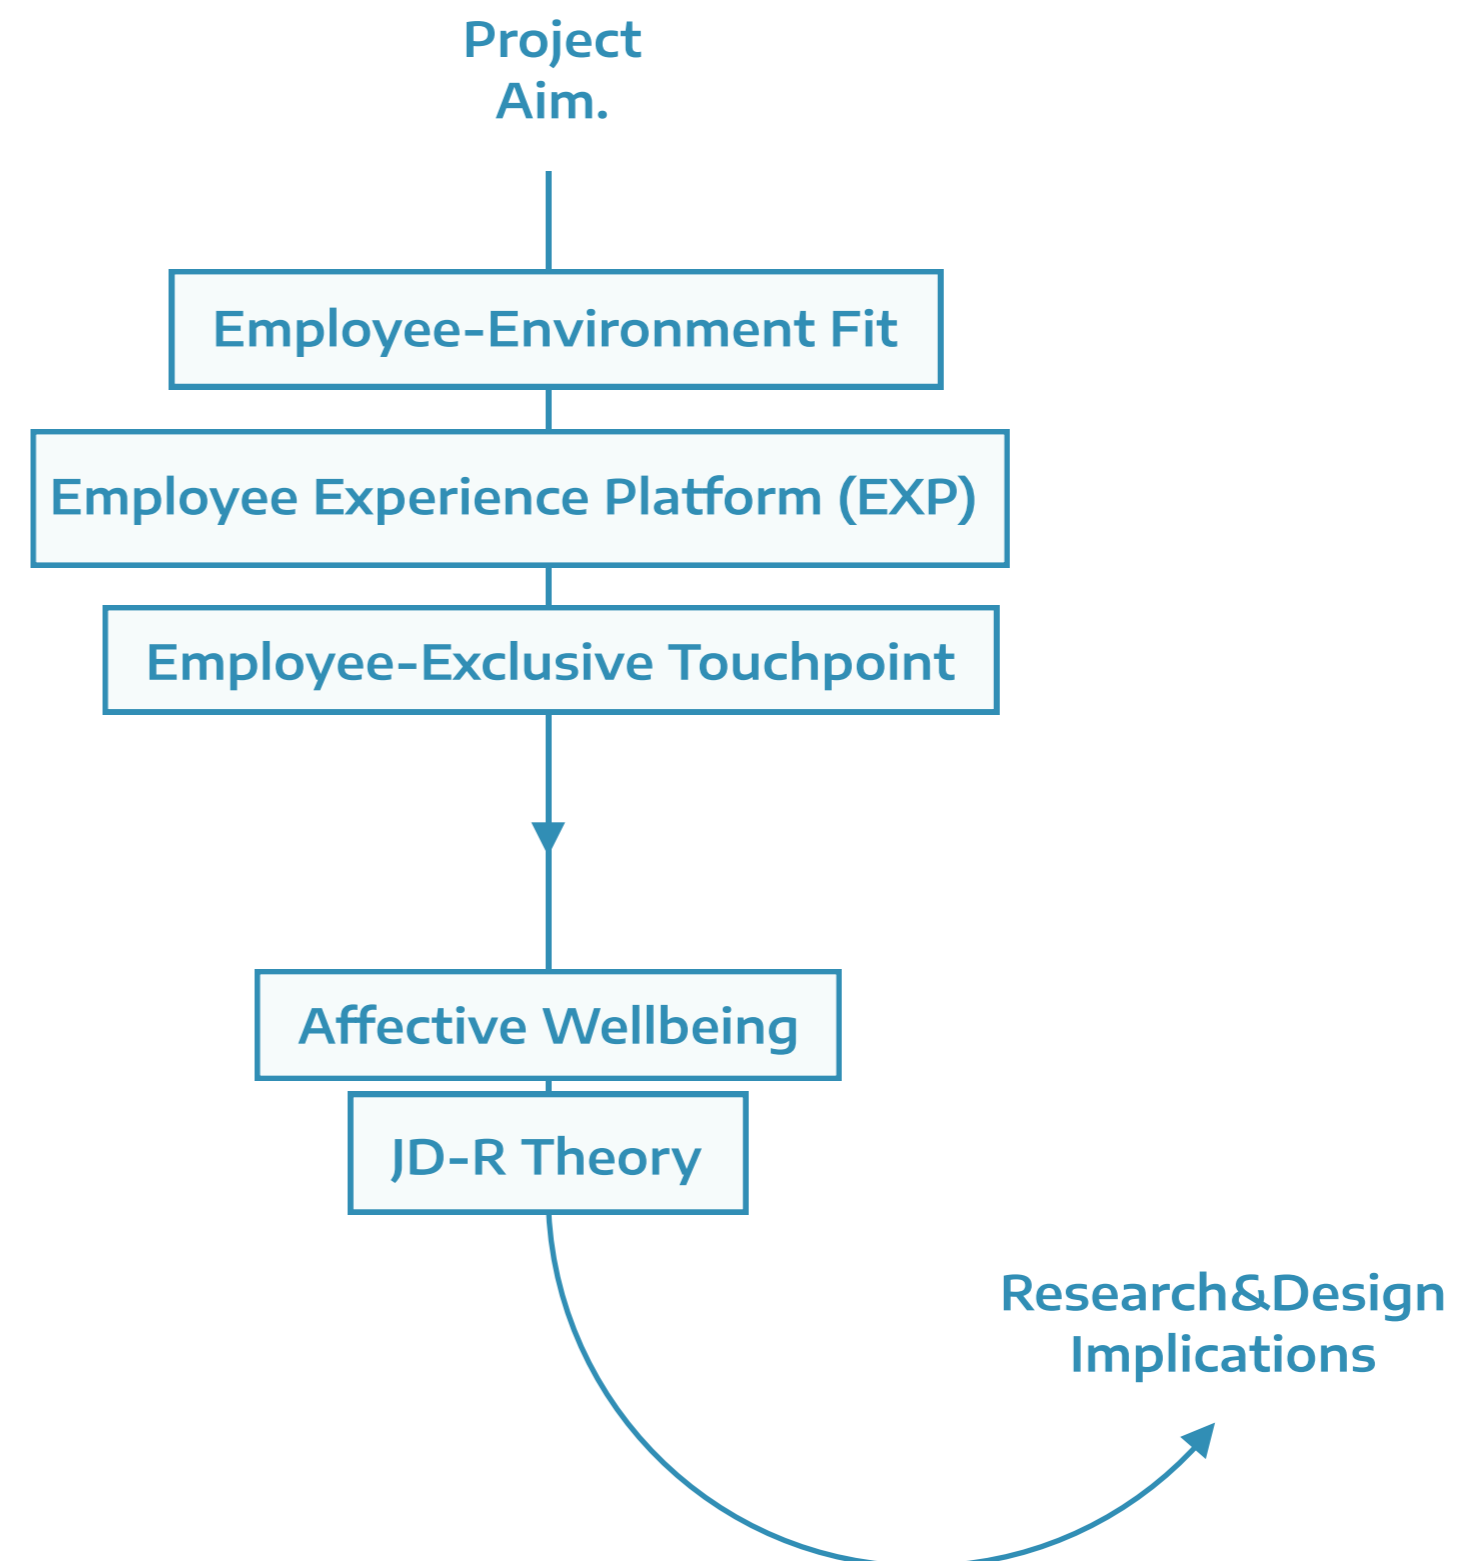 Project
Aim.
Employee-Environment Fit
Employee Experience Platform (EXP)
Employee-Exclusive Touchpoint
Affective Wellbeing
JD-R Theory
Research&Design
Implications